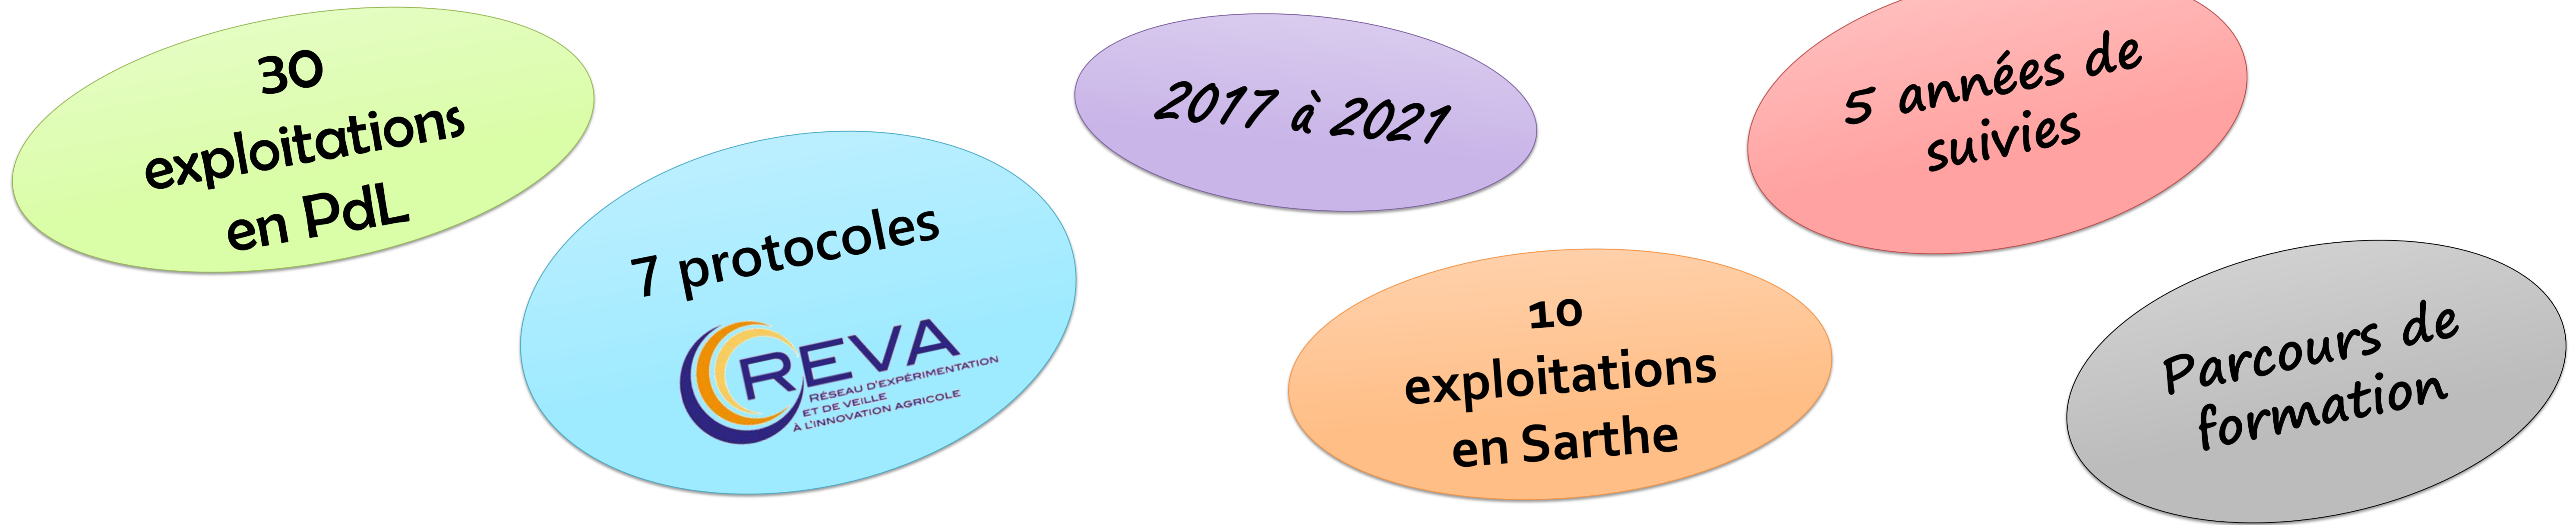 30
exploitations
en PdL
7 protocoles
REVA
RÉSEAU D'EXPÉRIMENTATION
ET DE VEILLE
À L'INNOVATION AGRICOLE
2017 à 2021
10
exploitations
en Sarthe
5 années de
suivies
Parcours de
formation